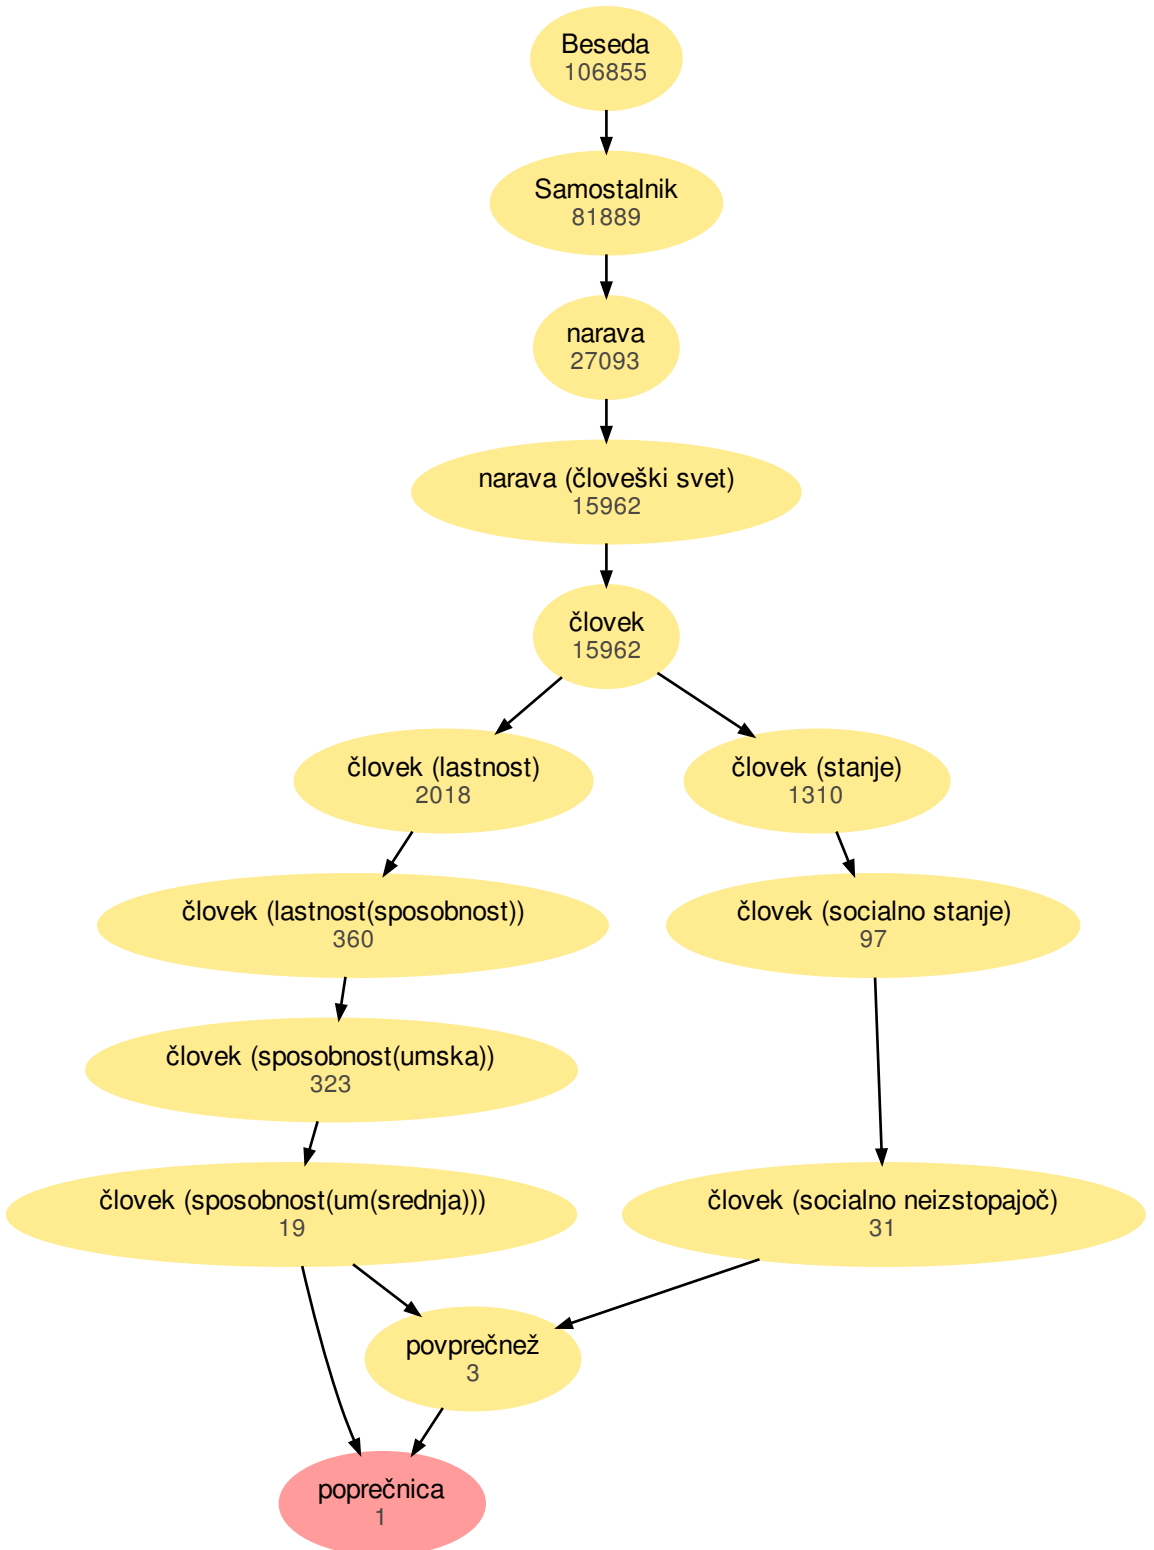 Beseda
106855
Samostalnik
81889
narava
27093
narava (človeški svet)
15962
človek
15962
človek (lastnost)
2018
človek (stanje)
1310
človek (lastnost(sposobnost))
360
človek (socialno stanje)
97
človek (sposobnost(umska))
323
človek (sposobnost(um(srednja)))
19
človek (socialno neizstopajoč)
31
povprečnež
3
poprečnica
1